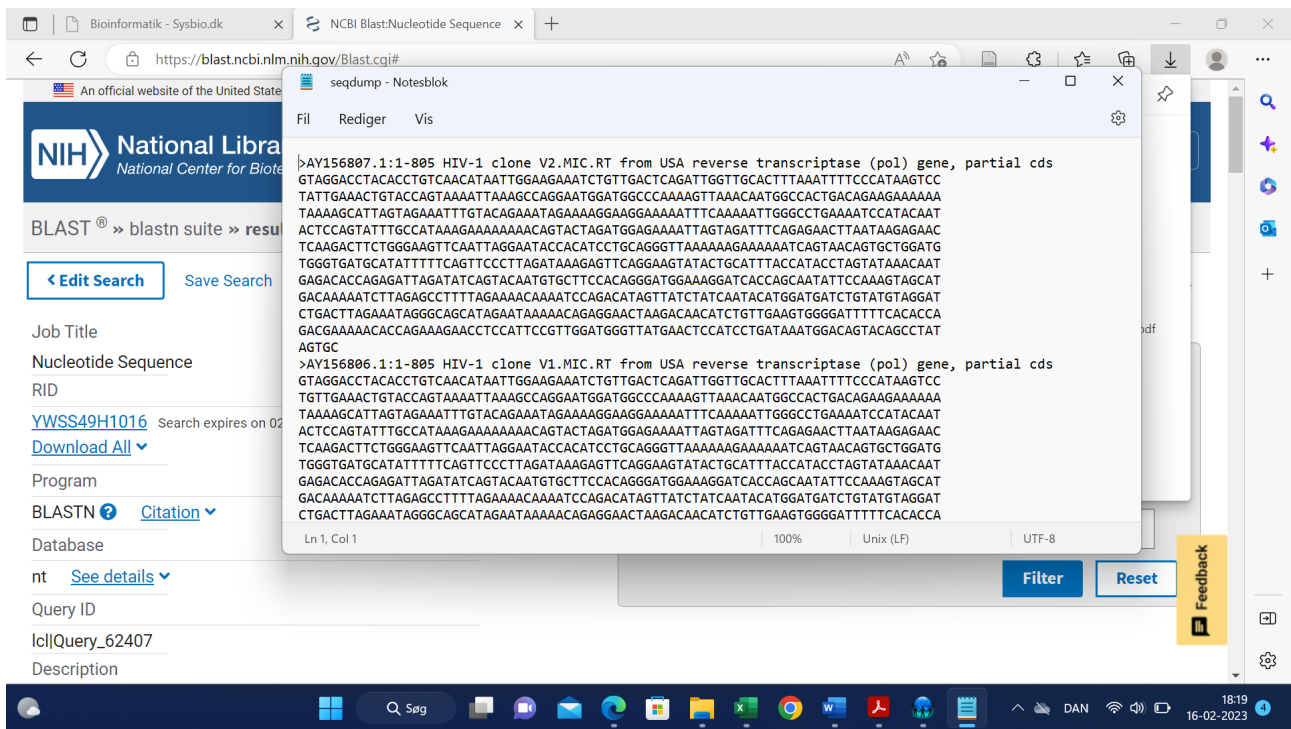 Bioinformatik - Sysbio.dk
NCBI Blast:Nucleotide Sequence
https://blast.ncbi.nlm.nih.gov/Blast.cgi#
An official website of the United State
NIH
National Libra
National Center for Biote
BLAST ® » blastn suite » resu
Edit Search
Save Search
Job Title
Nucleotide Sequence
RID
YWSS49H1016 Search expires on 02
Download All
Program
BLASTN Citation
Database
nt See details
Query ID
lcl|Query_62407
Description
seqdump - Notesblok
Fil Rediger Vis
>AY156807.1:1-805 HIV-1 clone V2.MIC.RT from USA reverse transcriptase (pol) gene, partial cds
GTAGGACCTACACCTGTCAACATAATTGGAAGAAATCTGTTGACTCAGATTGGTTGCACTTTAAATTTTCCCATAAGTCC
TATTGAAACTGTACCAGTAAAATTAAAGCCAGGAATGGATGGCCCAAAAGTTAAACAATGGCCACTGACAGAAGAAAAAA
TAAAAGCATTAGTAGAAATTTGTACAGAAATAGAAAAGGAAGGAAAAATTTCAAAAATTGGGCCTGAAAATCCATACAAT
ACTCCAGTATTTGCCATAAAGAAAAAAAACAGTACTAGATGGAGAAAATTAGTAGATTTCAGAGAACTTAATAAGAGAAC
TCAAGACTTCTGGGAAGTTCAATTAGGAATACCACATCCTGCAGGGTTAAAAAAGAAAAAATCAGTAACAGTGCTGGATG
TGGGTGATGCATATTTTTCAGTTCCCTTAGATAAAGAGTTCAGGAAGTATACTGCATTTACCATACCTAGTATAAACAAT
GAGACACCAGAGATTAGATATCAGTACAATGTGCTTCCACAGGGATGGAAAGGATCACCAGCAATATTCCAAAGTAGCAT
GACAAAAATCTTAGAGCCTTTTAGAAAACAAAATCCAGACATAGTTATCTATCAATACATGGATGATCTGTATGTAGGAT
CTGACTTAGAAATAGGGCAGCATAGAATAAAAACAGAGGAACTAAGACAACATCTGTTGAAGTGGGGATTTTTCACACCA
GACGAAAAACACCAGAAAGAACCTCCATTCCGTTGGATGGGTTATGAACTCCATCCTGATAAATGGACAGTACAGCCTAT
AGTGC
>AY156806.1:1-805 HIV-1 clone V1.MIC.RT from USA reverse transcriptase (pol) gene, partial cds
GTAGGACCTACACCTGTCAACATAATTGGAAGAAATCTGTTGACTCAGATTGGTTGCACTTTAAATTTTCCCATAAGTCC
TGTTGAAACTGTACCAGTAAAATTAAAGCCAGGAATGGATGGCCCAAAAGTTAAACAATGGCCACTGACAGAAGAAAAAA
TAAAAGCATTAGTAGAAATTTGTACAGAAATAGAAAAGGAAGGAAAAATTTCAAAAATTGGGCCTGAAAATCCATACAAT
ACTCCAGTATTTGCCATAAAGAAAAAAAACAGTACTAGATGGAGAAAATTAGTAGATTTCAGAGAACTTAATAAGAGAAC
TCAAGACTTCTGGGAAGTTCAATTAGGAATACCACATCCTGCAGGGTTAAAAAAGAAAAAATCAGTAACAGTGCTGGATG
TGGGTGATGCATATTTTTCAGTTCCCTTAGATAAAGAGTTCAGGAAGTATACTGCATTTACCATACCTAGTATAAACAAT
GAGACACCAGAGATTAGATATCAGTACAATGTGCTTCCACAGGGATGGAAAGGATCACCAGCAATATTCCAAAGTAGCAT
GACAAAAATCTTAGAGCCTTTTAGAAAACAAAATCCAGACATAGTTATCTATCAATACATGGATGATCTGTATGTAGGAT
CTGACTTAGAAATAGGGCAGCATAGAATAAAAACAGAGGAACTAAGACAACATCTGTTGAAGTGGGGATTTTTCACACCA
Ln 1, Col 1 100% Unix (LF) UTF-8
Filter
Reset
Feedback
Søg
DAN
18:19
16-02-2023
4